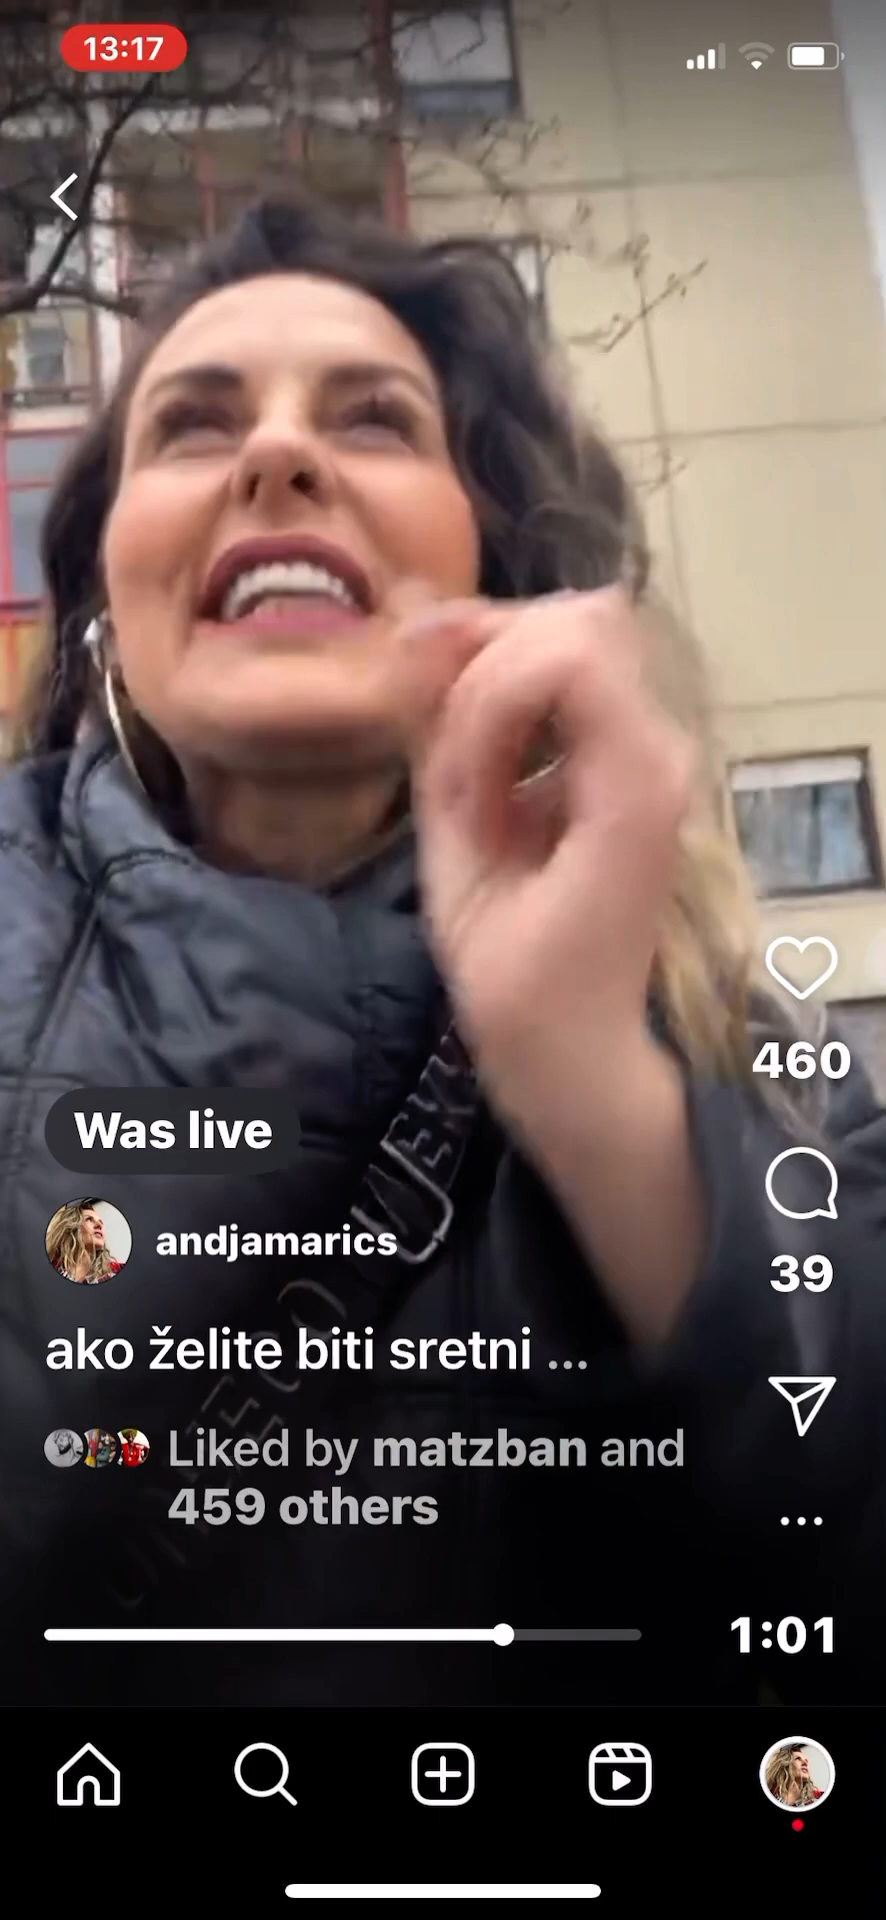 13:17
Was live
andjamarics
ako želite biti sretni ...
Liked by matzban and
459 others
460
39
1:01